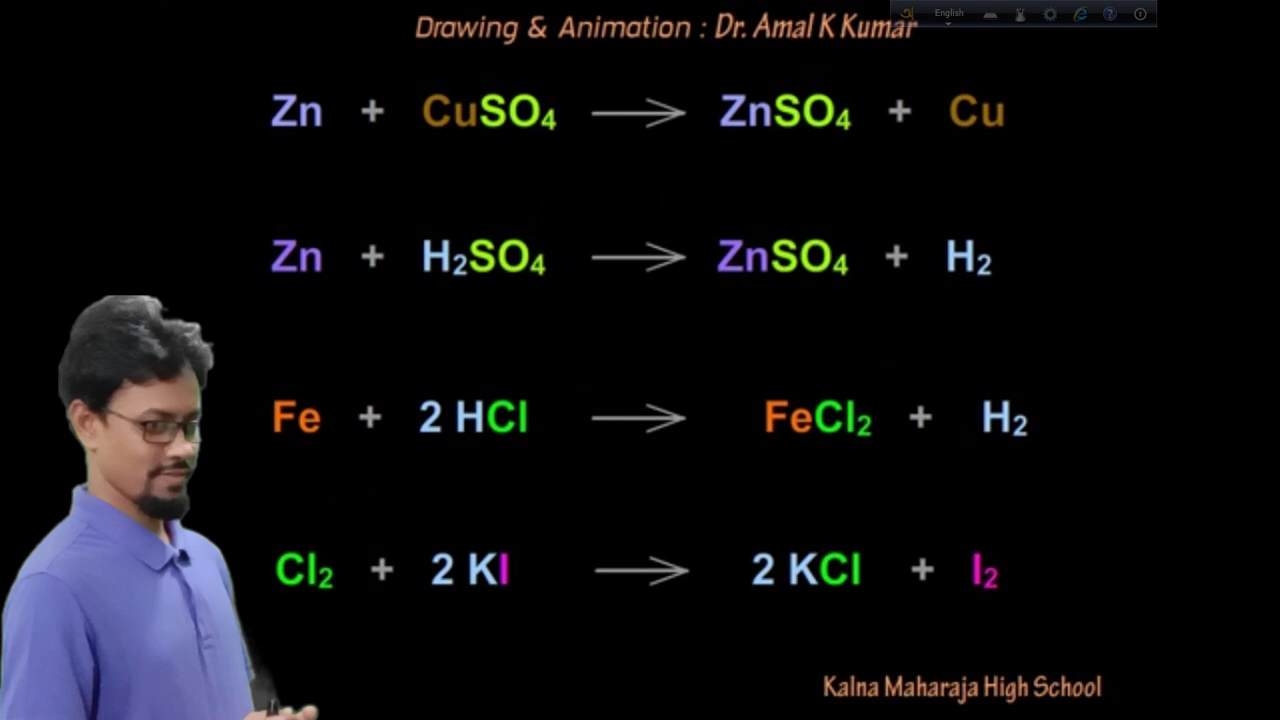 Drawing & Animation : Dr. Amal K Kumar
English
Zn + CuSO₄ ⟶ ZnSO₄ + Cu
Zn + H₂SO₄ ⟶ ZnSO₄ + H₂
Fe + 2 HCl ⟶ FeCl₂ + H₂
Cl₂ + 2 KI ⟶ 2 KCl + I₂
Kalna Maharaja High School